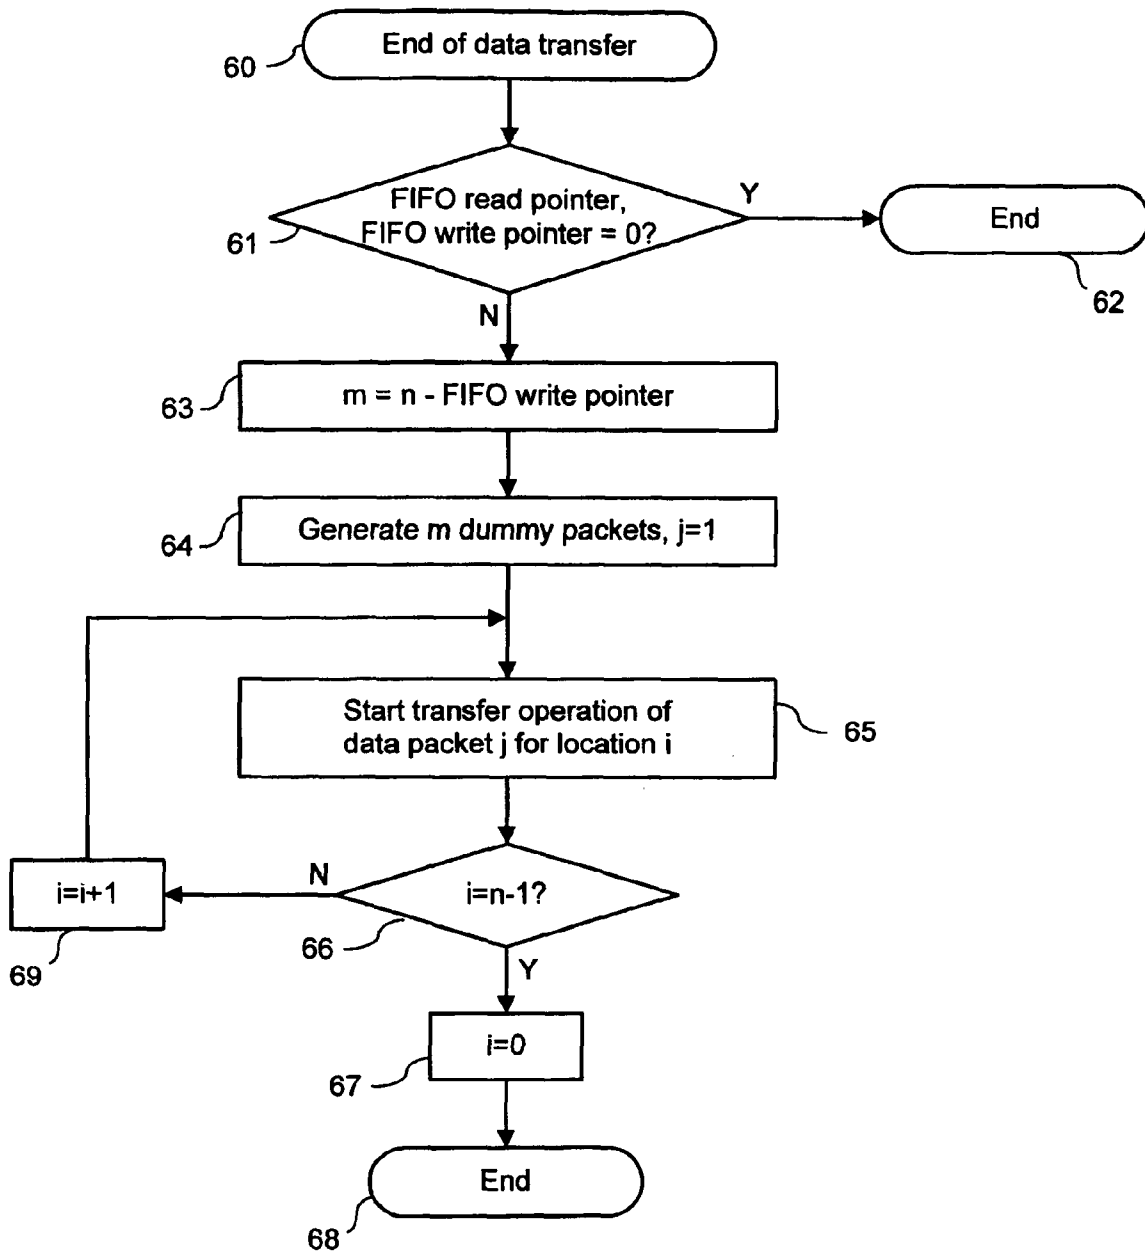 End of data transfer
60
FIFO read pointer,
FIFO write pointer = 0?
61
Y
End
62
N
m = n - FIFO write pointer
63
Generate m dummy packets, j=1
64
Start transfer operation of
data packet j for location i
65
i=n-1?
66
N
i=i+1
69
Y
i=0
67
End
68